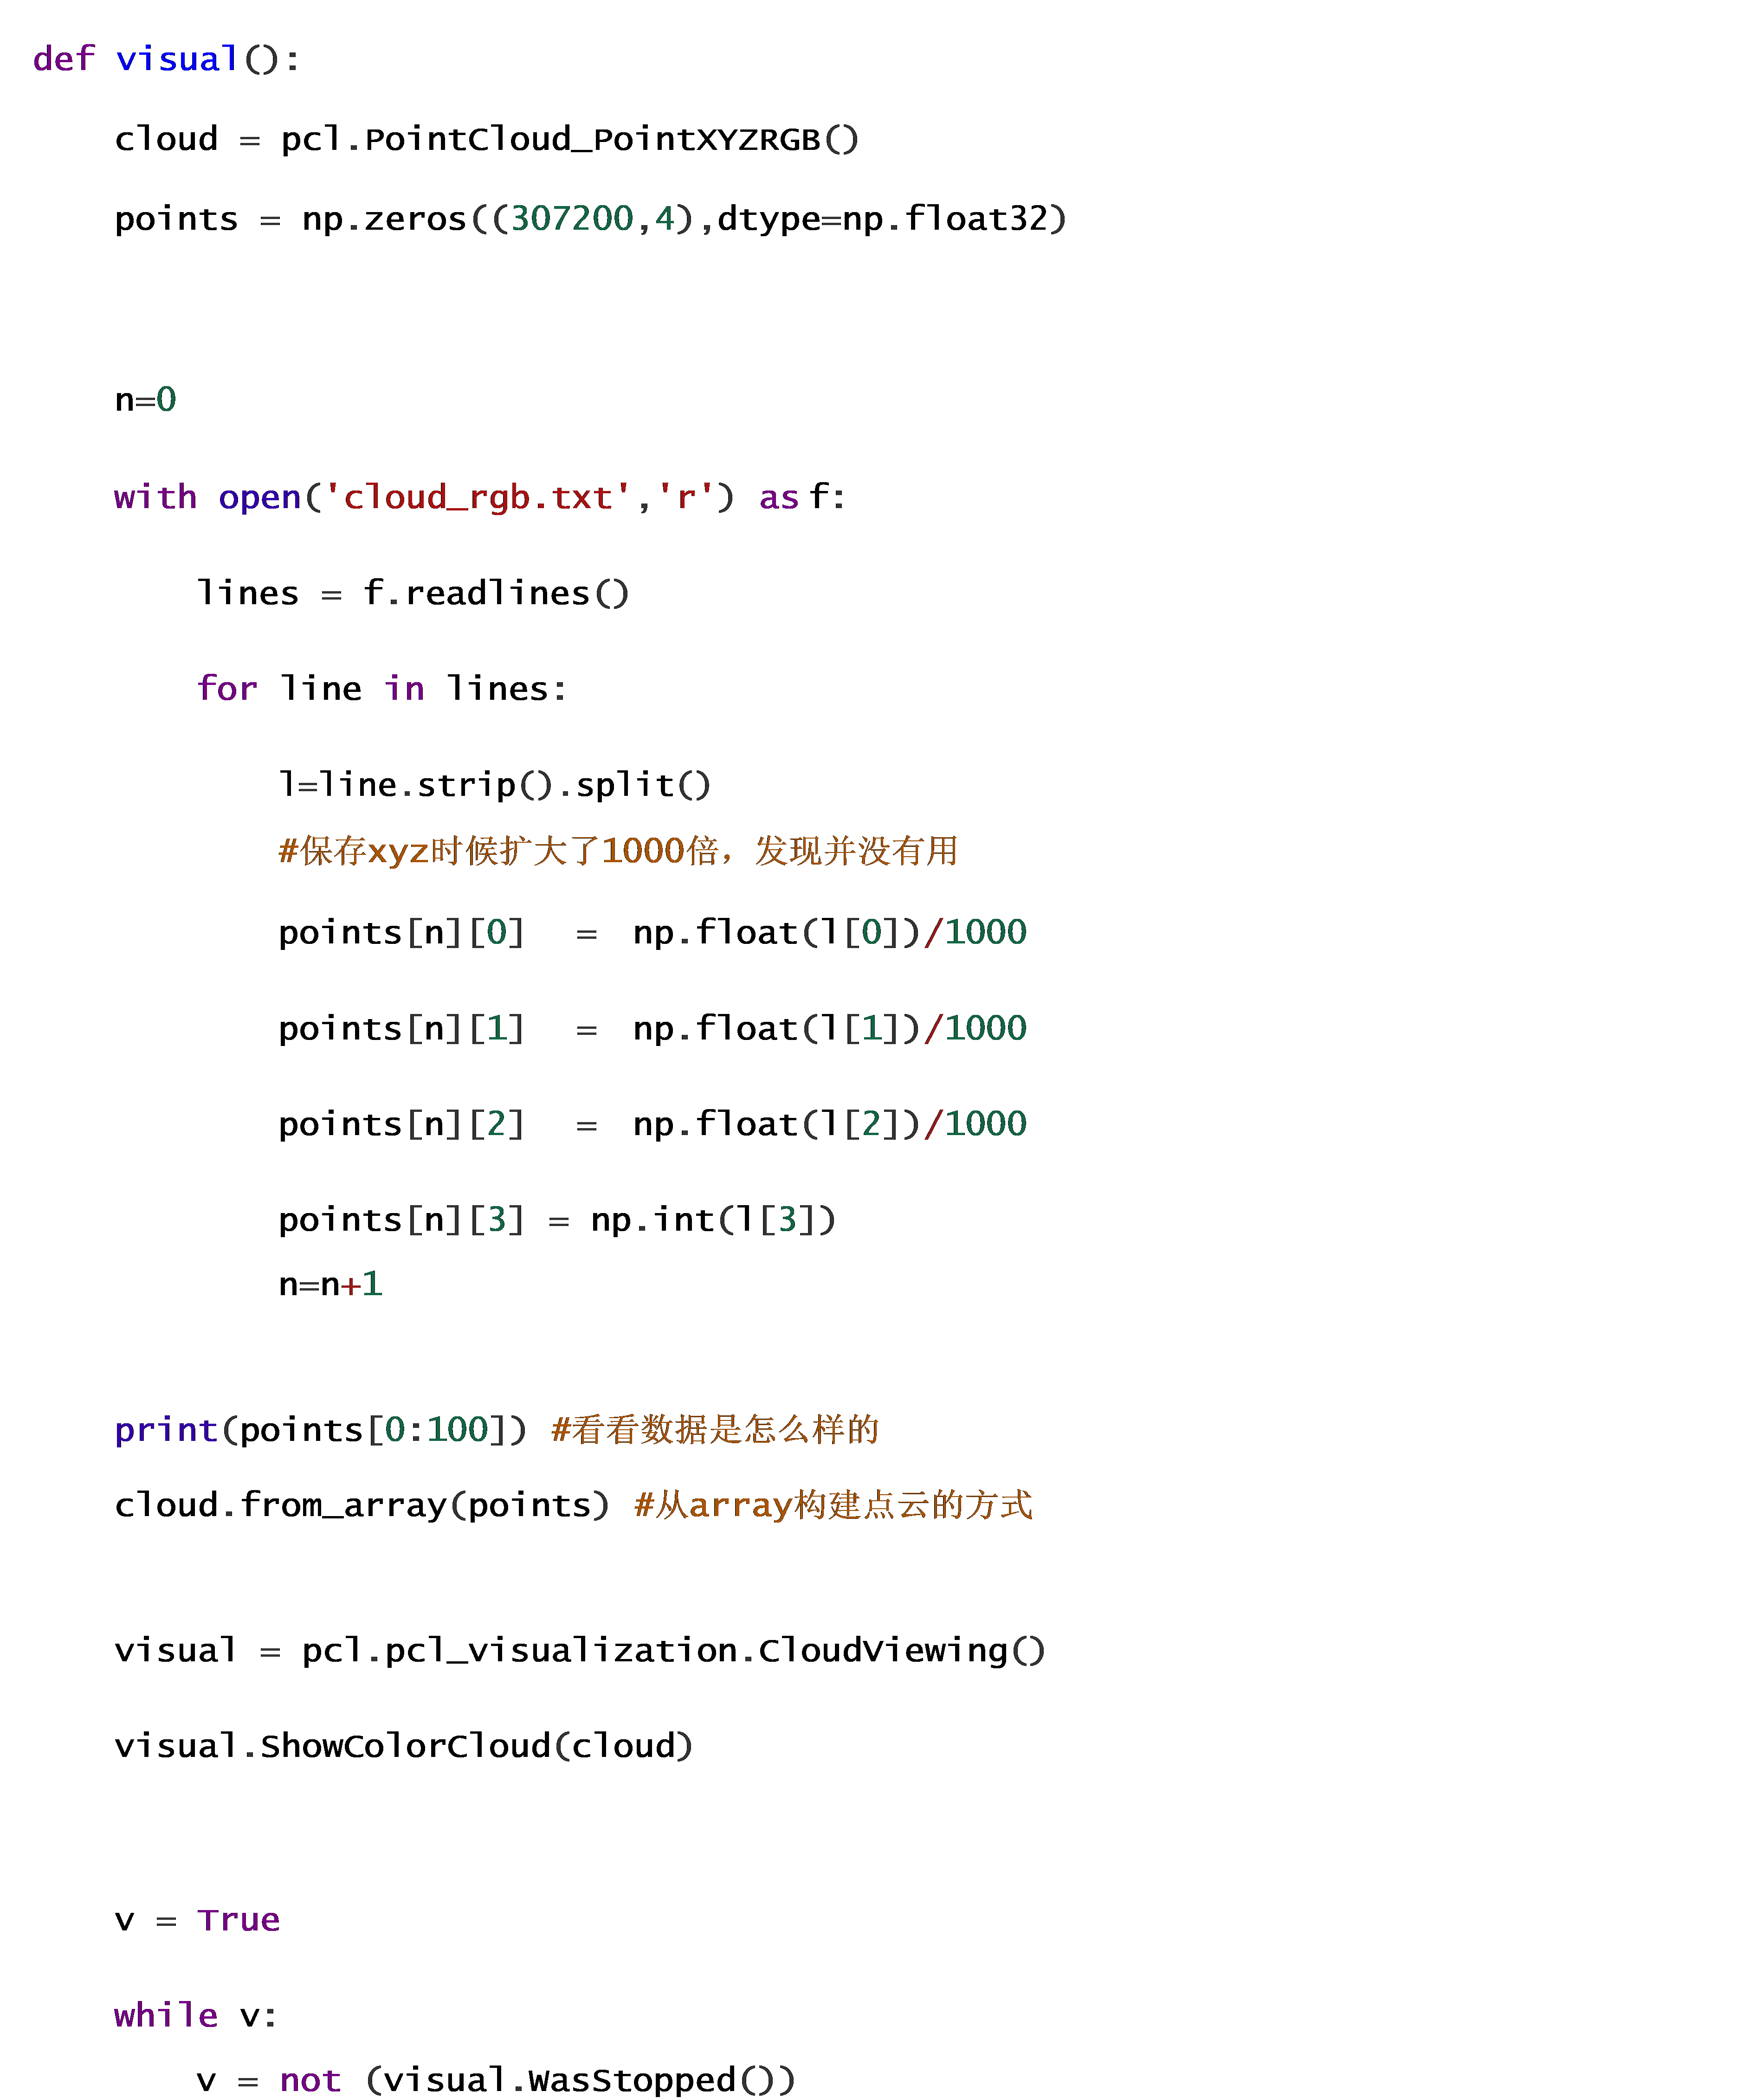 def visual():
    cloud = pcl.PointCloud_PointXYZRGB()
    points = np.zeros((307200,4),dtype=np.float32)
    n=0
    with open('cloud_rgb.txt','r') as f:
        lines = f.readlines()
        for line in lines:
            l=line.strip().split()
            #保存xyz时候扩大了1000倍，发现并没有用
            points[n][0]  =  np.float(l[0])/1000
            points[n][1]  =  np.float(l[1])/1000
            points[n][2]  =  np.float(l[2])/1000
            points[n][3] = np.int(l[3])
            n=n+1
    print(points[0:100]) #看看数据是怎么样的
    cloud.from_array(points) #从array构建点云的方式
    visual = pcl.pcl_visualization.CloudViewing()
    visual.ShowColorCloud(cloud)
    v = True
    while v:
        v = not (visual.WasStopped())